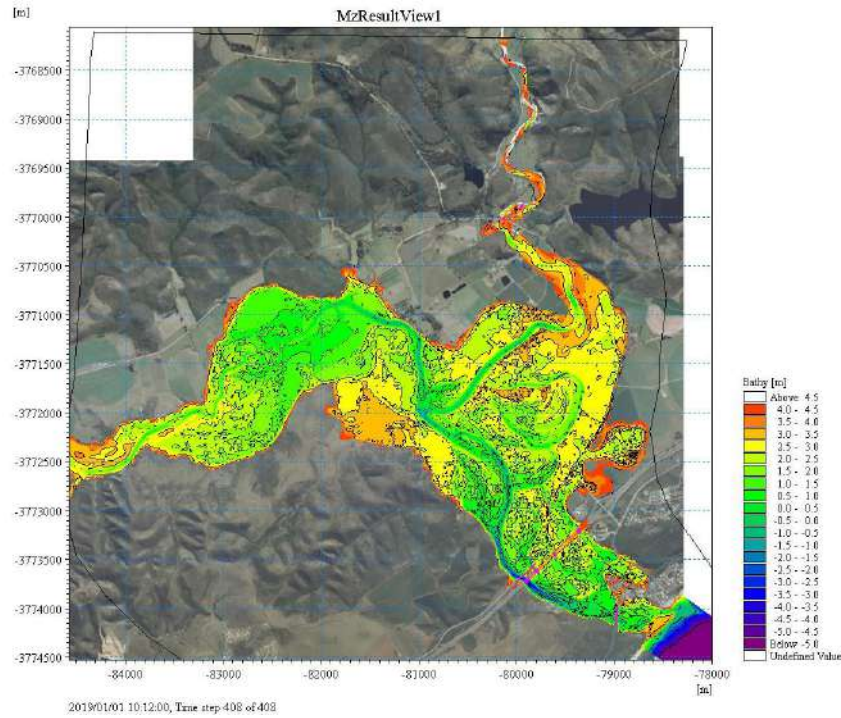 [m]
MzResultView1
-3768500
-3769000
-3769500
-3770000
-3770500
-3771000
-3771500
-3772000
-3772500
-3773000
-3773500
-3774000
-3774500
-84000 -83000 -82000 -81000 -80000 -79000 -78000
[m]
Bathy [m]
Above 4.5
4.0 - 4.5
3.5 - 4.0
3.0 - 3.5
2.5 - 3.0
2.0 - 2.5
1.5 - 2.0
1.0 - 1.5
0.5 - 1.0
0.0 - 0.5
-0.5 - 0.0
-1.0 - -0.5
-1.5 - -1.0
-2.0 - -1.5
-2.5 - -2.0
-3.0 - -2.5
-3.5 - -3.0
-4.0 - -3.5
-4.5 - -4.0
-5.0 - -4.5
Below -5.0
Undefined Value
2019/01/01 10:12:00, Time step 408 of 408